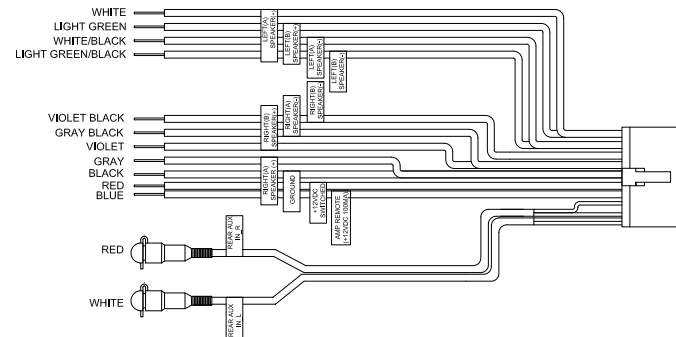 WHITE
LIGHT GREEN
WHITE/BLACK
LIGHT GREEN/BLACK
LEFT(A)
SPEAKER(+)
LEFT(B)
SPEAKER(+)
LEFT(A)
SPEAKER(-)
LEFT(B)
SPEAKER(-)
VIOLET BLACK
GRAY BLACK
VIOLET
GRAY
BLACK
RED
BLUE
RIGHT(B)
SPEAKER(+)
RIGHT(A)
SPEAKER(-)
RIGHT(B)
SPEAKER(-)
RIGHT(A)
SPEAKER (+)
GROUND
+12VDC
SWITCHED
AMP REMOTE
(+12VDC 100MA)
RED
REAR AUX
IN_R
WHITE
REAR AUX
IN_L